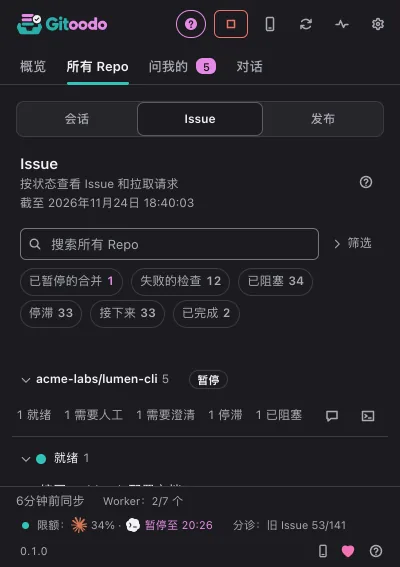 Gitoodo
概览 所有 Repo 问我的 5 对话
会话 Issue 发布
Issue
按状态查看 Issue 和拉取请求
截至 2026年11月24日 18:40:03
搜索所有 Repo 筛选
已暂停的合并 1 失败的检查 12 已阻塞 34
停滞 33 接下来 33 已完成 2
acme-labs/lumen-cli 5 暂停
1 就绪 1 需要人工 1 需要澄清 1 停滞 1 已阻塞
就绪 1
6分钟前同步 Worker：2/7 个
限额： 34% · 暂停至 20:26 分诊：旧 Issue 53/141
0.1.0